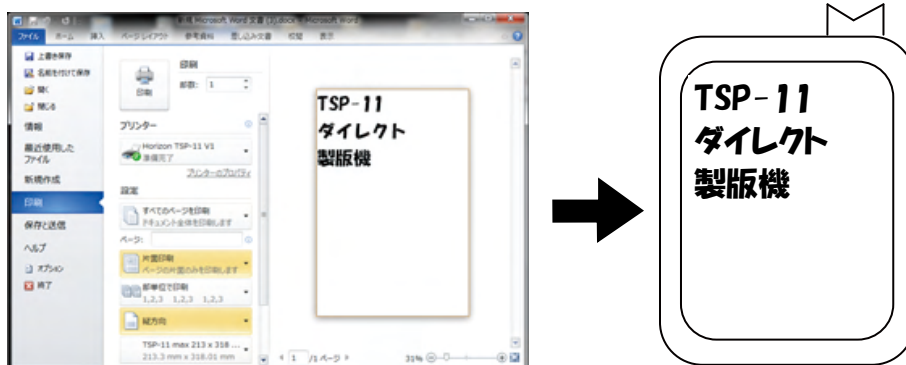 新規 Microsoft Word 文書 (3).docx - Microsoft Word
ファイル ホーム 挿入 ページ レイアウト 参考資料 差し込み文書 校閲 表示
上書き保存
名前を付けて保存
開く
閉じる
情報
最近使用した
ファイル
新規作成
印刷
保存と送信
ヘルプ
オプション
終了
印刷
印刷
部数: 1
プリンター
Horizon TSP-11 V1
準備完了
プリンターのプロパティ
設定
すべてのページを印刷
ドキュメント全体を印刷します
ページ:
片面印刷
ページの片面のみを印刷します
部単位で印刷
1,2,3 1,2,3 1,2,3
縦方向
TSP-11 max 213 x 318 ...
213.3 mm x 318.01 mm
TSP-11
ダイレクト
製版機
1 /1 ページ
31%
TSP-11
ダイレクト
製版機